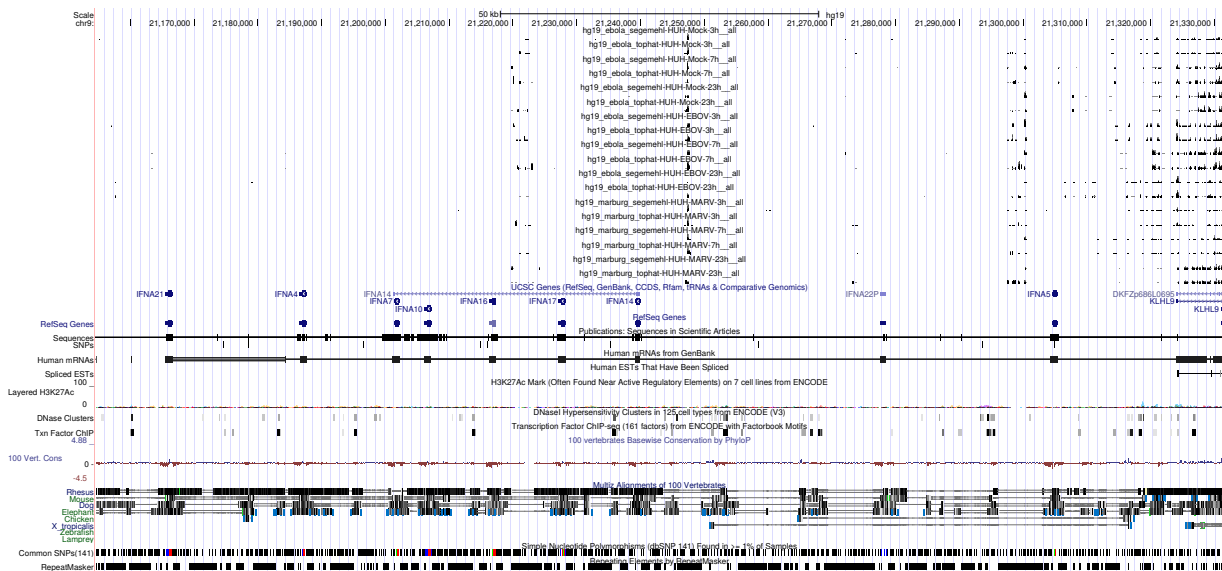 Scale 50 kb hg19
chr9: 21,170,000 21,180,000 21,190,000 21,200,000 21,210,000 21,220,000 21,230,000 21,240,000 21,250,000 21,260,000 21,270,000 21,280,000 21,290,000 21,300,000 21,310,000 21,320,000 21,330,000
hg19_ebola_segemehl-HUH-Mock-3h__all
hg19_ebola_tophat-HUH-Mock-3h__all
hg19_ebola_segemehl-HUH-Mock-7h__all
hg19_ebola_tophat-HUH-Mock-7h__all
hg19_ebola_segemehl-HUH-Mock-23h__all
hg19_ebola_tophat-HUH-Mock-23h__all
hg19_ebola_segemehl-HUH-EBOV-3h__all
hg19_ebola_tophat-HUH-EBOV-3h__all
hg19_ebola_segemehl-HUH-EBOV-7h__all
hg19_ebola_tophat-HUH-EBOV-7h__all
hg19_ebola_segemehl-HUH-EBOV-23h__all
hg19_ebola_tophat-HUH-EBOV-23h__all
hg19_marburg_segemehl-HUH-MARV-3h__all
hg19_marburg_tophat-HUH-MARV-3h__all
hg19_marburg_segemehl-HUH-MARV-7h__all
hg19_marburg_tophat-HUH-MARV-7h__all
hg19_marburg_segemehl-HUH-MARV-23h__all
hg19_marburg_tophat-HUH-MARV-23h__all
UCSC Genes (RefSeq, GenBank, CCDS, Rfam, tRNAs & Comparative Genomics)
IFNA21 IFNA4 IFNA14 IFNA22P IFNA5 DKFZp686L0695
IFNA7 IFNA16 IFNA17 IFNA14 KLHL9
IFNA10 KLHL9
RefSeq Genes
RefSeq Genes
Publications: Sequences in Scientific Articles
Sequences
SNPs
Human mRNAs from GenBank
Human mRNAs
Human ESTs That Have Been Spliced
Spliced ESTs
H3K27Ac Mark (Often Found Near Active Regulatory Elements) on 7 cell lines from ENCODE
100
Layered H3K27Ac
0
DNaseI Hypersensitivity Clusters in 125 cell types from ENCODE (V3)
DNase Clusters
Transcription Factor ChIP-seq (161 factors) from ENCODE with Factorbook Motifs
Txn Factor ChIP
100 vertebrates Basewise Conservation by PhyloP
4.88
100 Vert. Cons
0
-4.5
Multiz Alignments of 100 Vertebrates
Rhesus
Mouse
Dog
Elephant
Chicken
X_tropicalis
Zebrafish
Lamprey
Simple Nucleotide Polymorphisms (dbSNP 141) Found in >= 1% of Samples
Common SNPs(141)
Repeating Elements by RepeatMasker
RepeatMasker